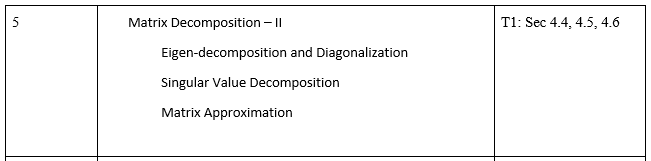 5
Matrix Decomposition – II
T1: Sec 4.4, 4.5, 4.6
Eigen-decomposition and Diagonalization
Singular Value Decomposition
Matrix Approximation